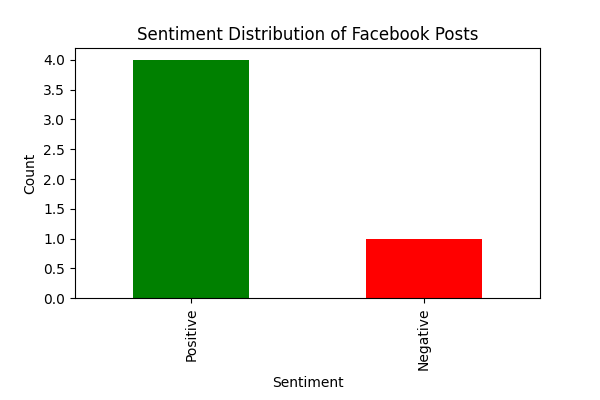 Sentiment Distribution of Facebook Posts
4.0
3.5
3.0
2.5
2.0
1.5
1.0
0.5
0.0
Count
Positive
Negative
Sentiment